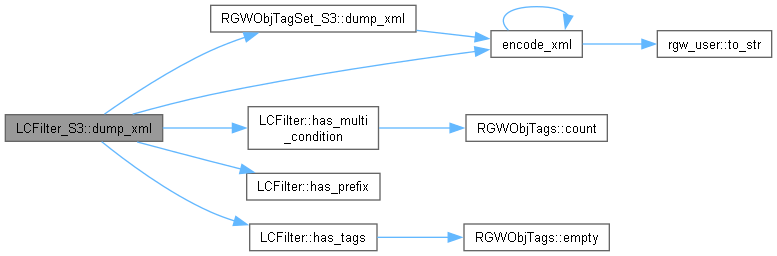 RGWObjTagSet_S3::dump_xml
encode_xml
rgw_user::to_str
LCFilter_S3::dump_xml
LCFilter::has_multi
_condition
RGWObjTags::count
LCFilter::has_prefix
LCFilter::has_tags
RGWObjTags::empty